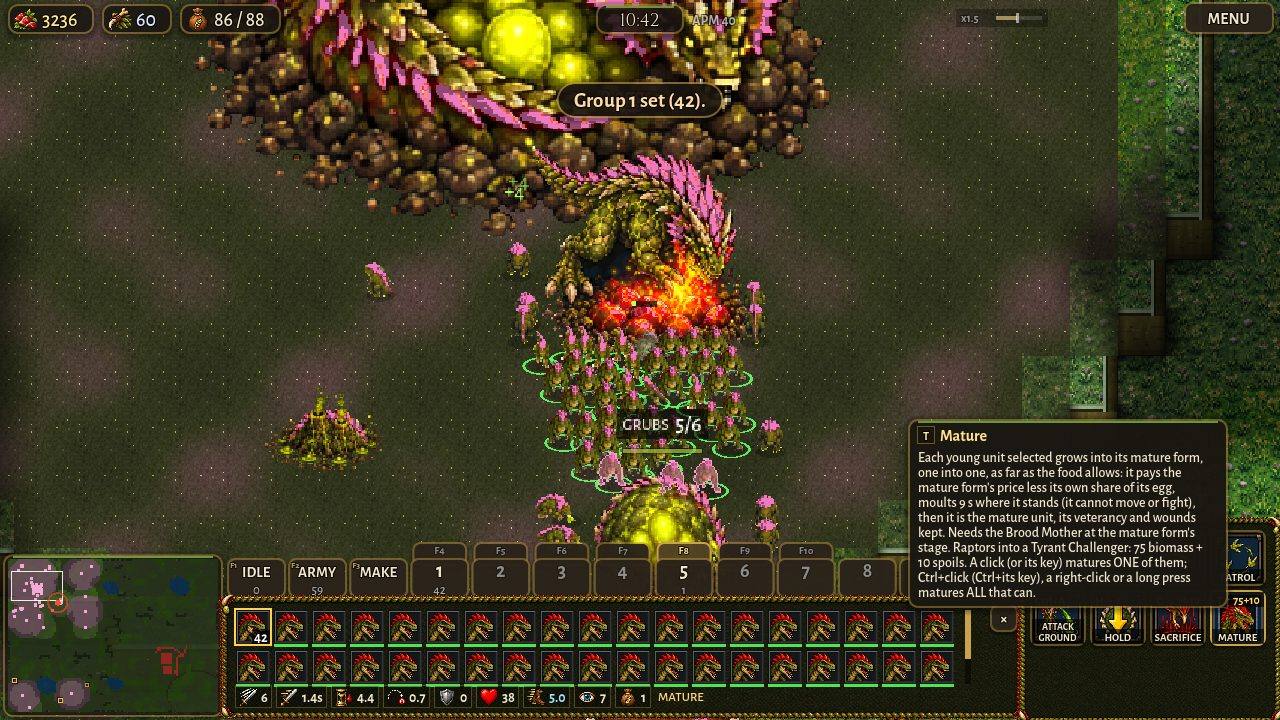 3236
60
86 / 88
10:42
APM 40
x1.5
MENU
Group 1 set (42).
+4
GRUBS 5/6
T Mature
Each young unit selected grows into its mature form,
one into one, as far as the food allows: it pays the
mature form's price less its own share of its egg,
moults 9 s where it stands (it cannot move or fight),
then it is the mature unit, its veterancy and wounds
kept. Needs the Brood Mother at the mature form's
stage. Raptors into a Tyrant Challenger: 75 biomass +
10 spoils. A click (or its key) matures ONE of them;
Ctrl+click (Ctrl+its key), a right-click or a long press
matures ALL that can.
F4 F5 F6 F7 F8 F9 F10
F1 IDLE F2 ARMY F3 MAKE 1 2 3 4 5 6 7 8
0 59 42 1
42
×
ATROL
75+10
ATTACK GROUND HOLD SACRIFICE MATURE
6 1.4s 4.4 0.7 0 38 5.0 7 1 MATURE